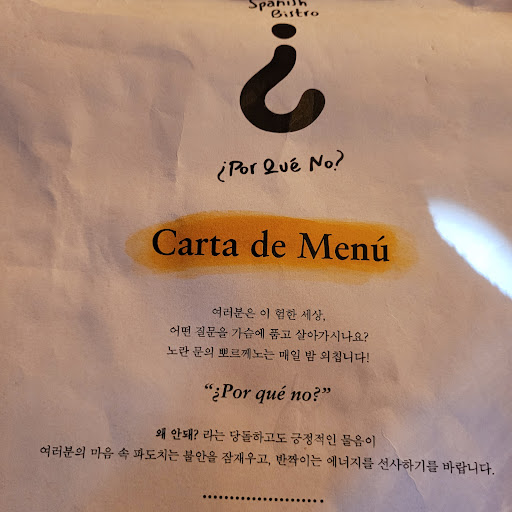 Spanish
Bistro
¿
¿Por Qué No?
Carta de Menú
여러분은 이 험한 세상,
어떤 질문을 가슴에 품고 살아가시나요?
노란 문의 뽀르께노는 매일 밤 외칩니다!
“¿Por qué no?”
왜 안돼? 라는 당돌하고도 긍정적인 물음이
여러분의 마음 속 파도치는 불안을 잠재우고, 반짝이는 에너지를 선사하기를 바랍니다.